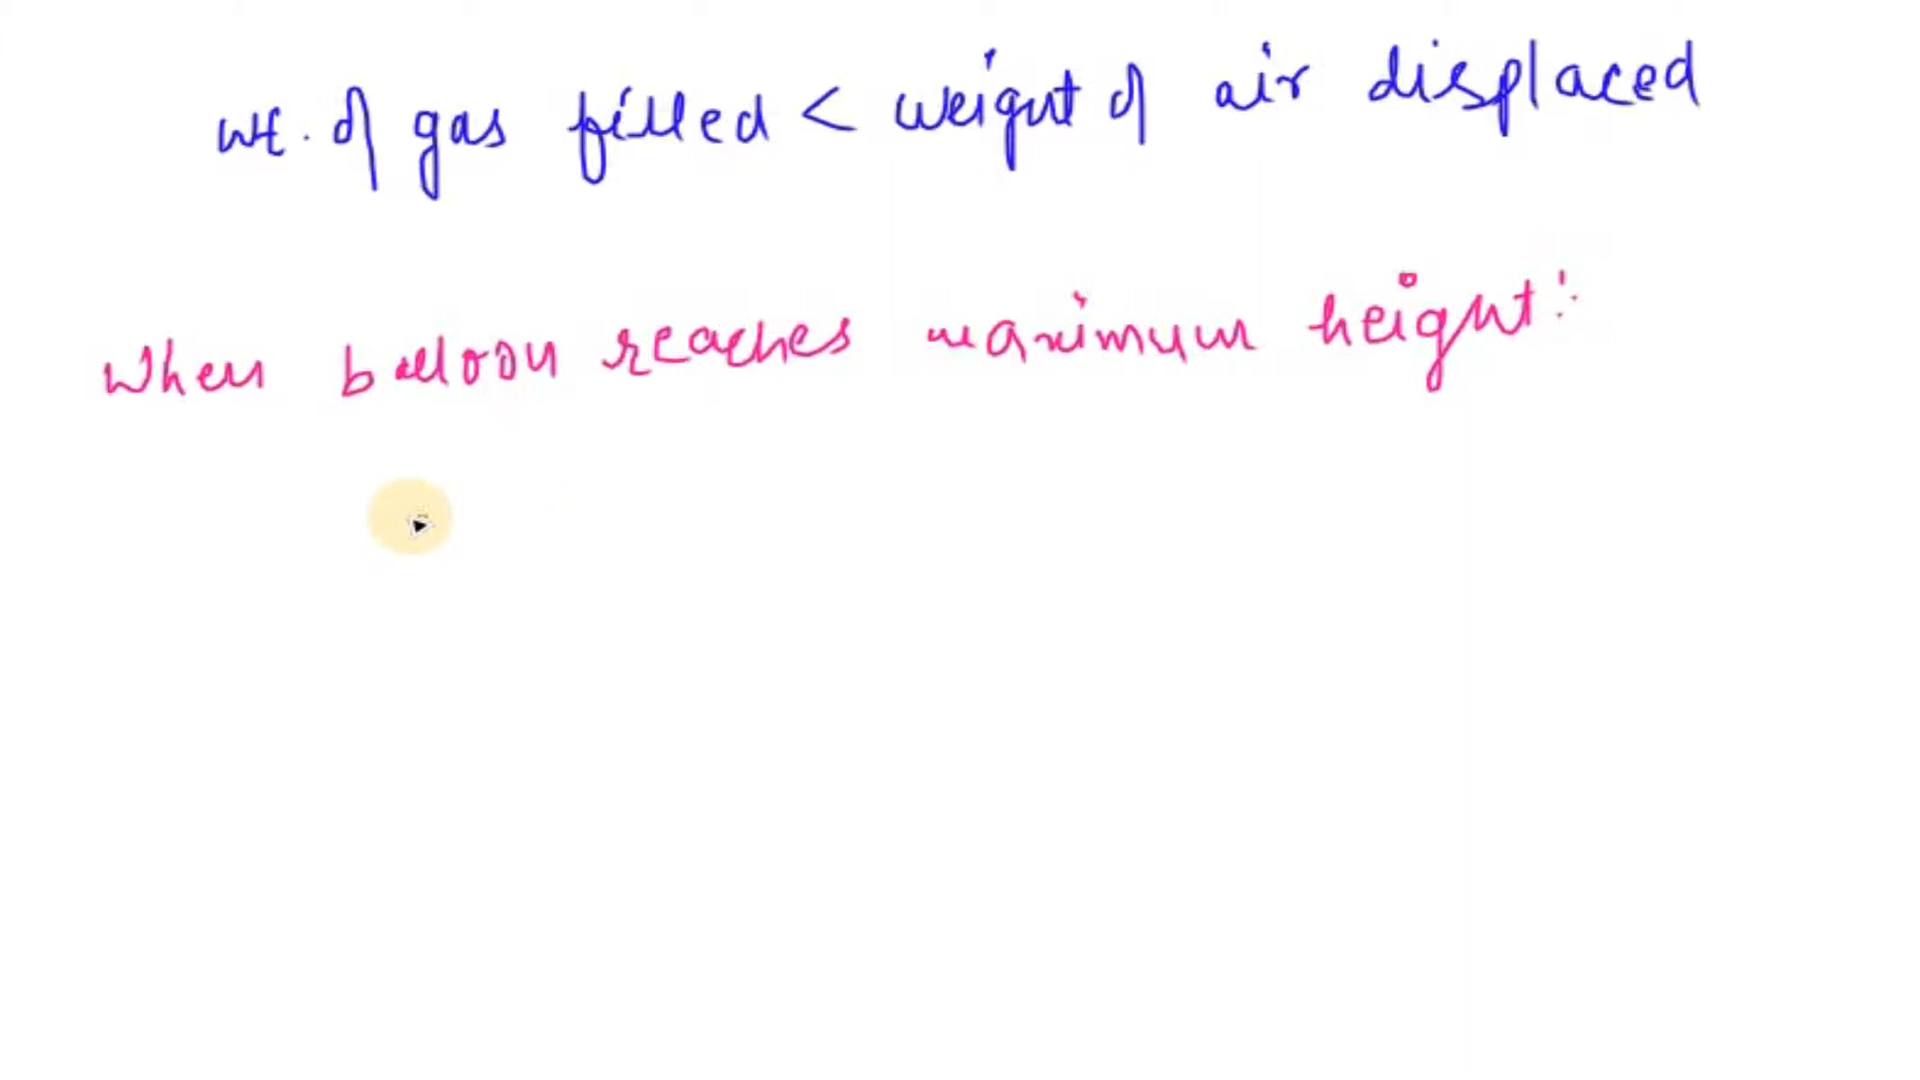 wt. of gas filled < weight of air displaced
When balloon reaches maximum height :